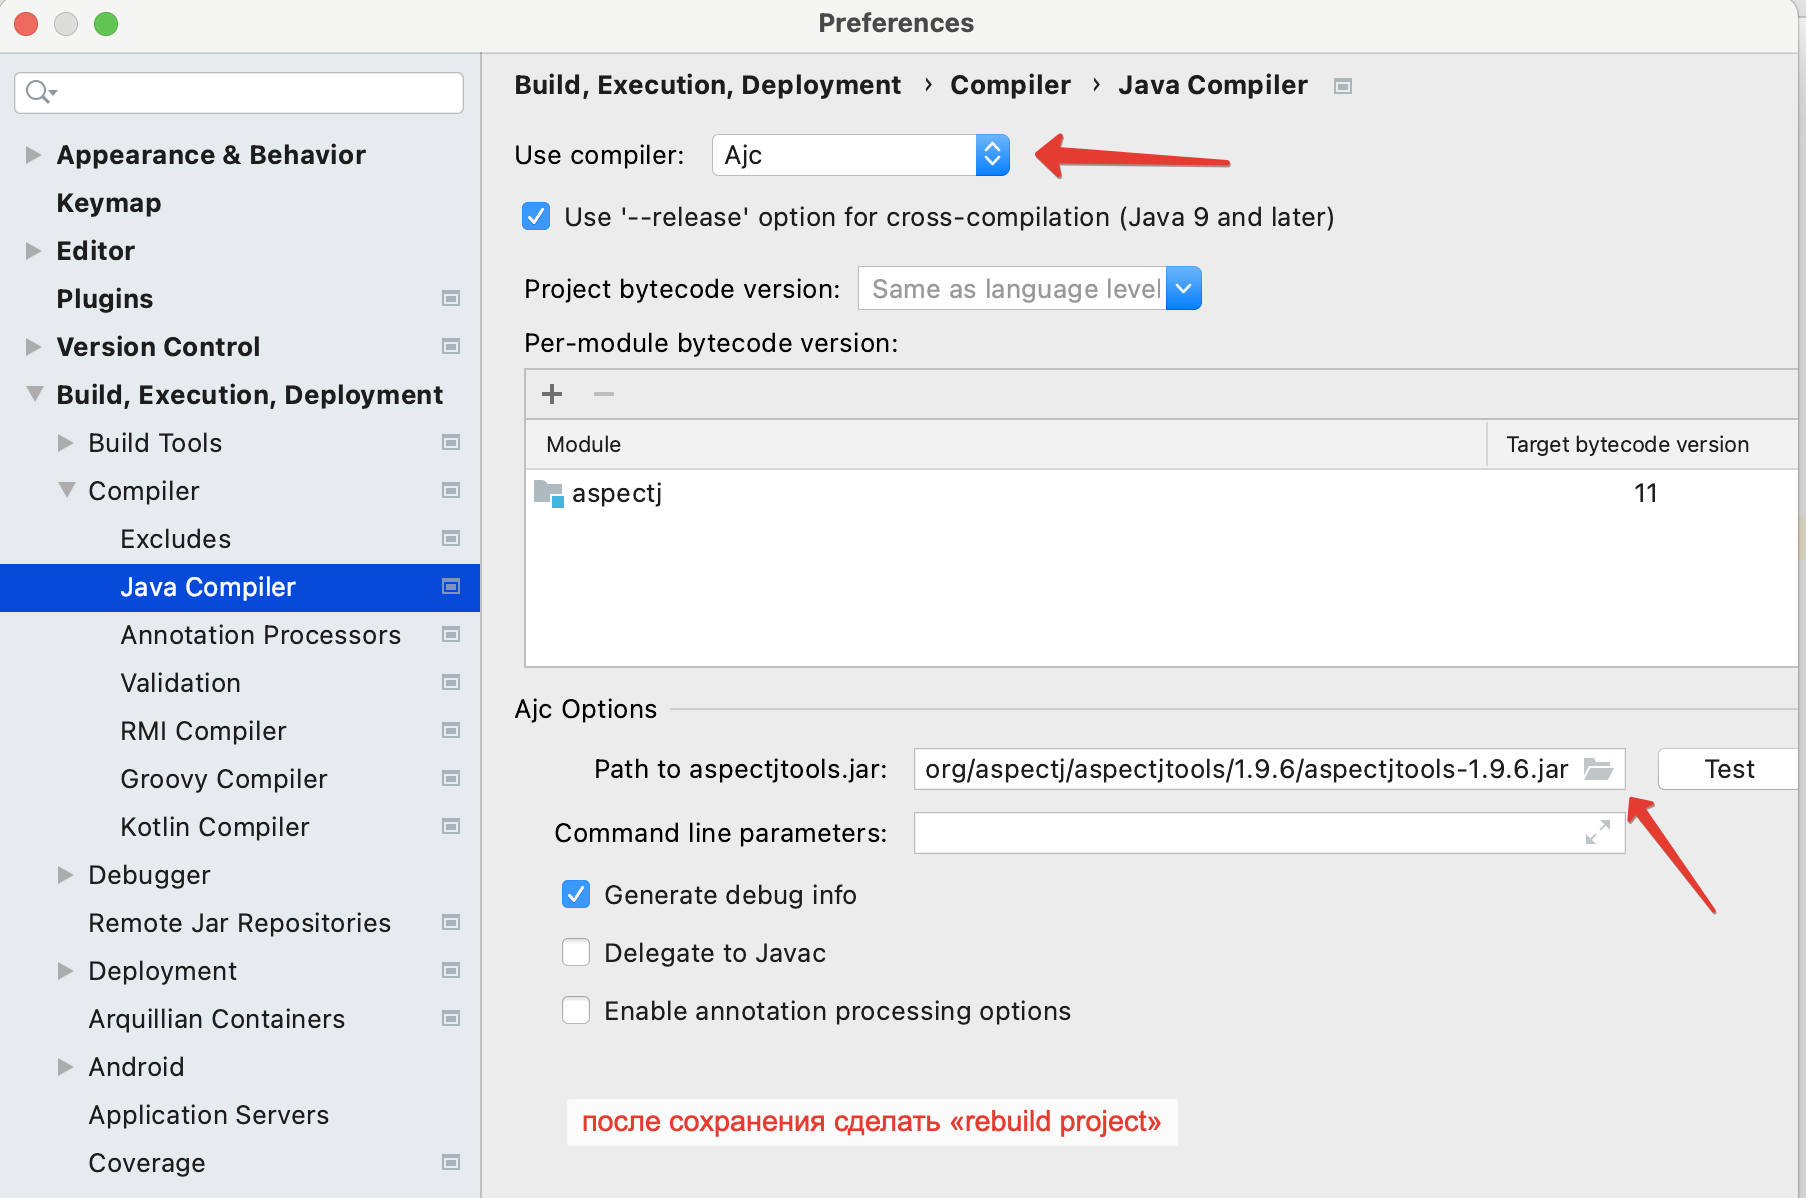 Preferences
Appearance & Behavior
Keymap
Editor
Plugins
Version Control
Build, Execution, Deployment
Build Tools
Compiler
Excludes
Java Compiler
Annotation Processors
Validation
RMI Compiler
Groovy Compiler
Kotlin Compiler
Debugger
Remote Jar Repositories
Deployment
Arquillian Containers
Android
Application Servers
Coverage
Build, Execution, Deployment › Compiler › Java Compiler
Use compiler: Ajc
Use '--release' option for cross-compilation (Java 9 and later)
Project bytecode version: Same as language level
Per-module bytecode version:
Module Target bytecode version
aspectj 11
Ajc Options
Path to aspectjtools.jar: org/aspectj/aspectjtools/1.9.6/aspectjtools-1.9.6.jar Test
Command line parameters:
Generate debug info
Delegate to Javac
Enable annotation processing options
после сохранения сделать «rebuild project»